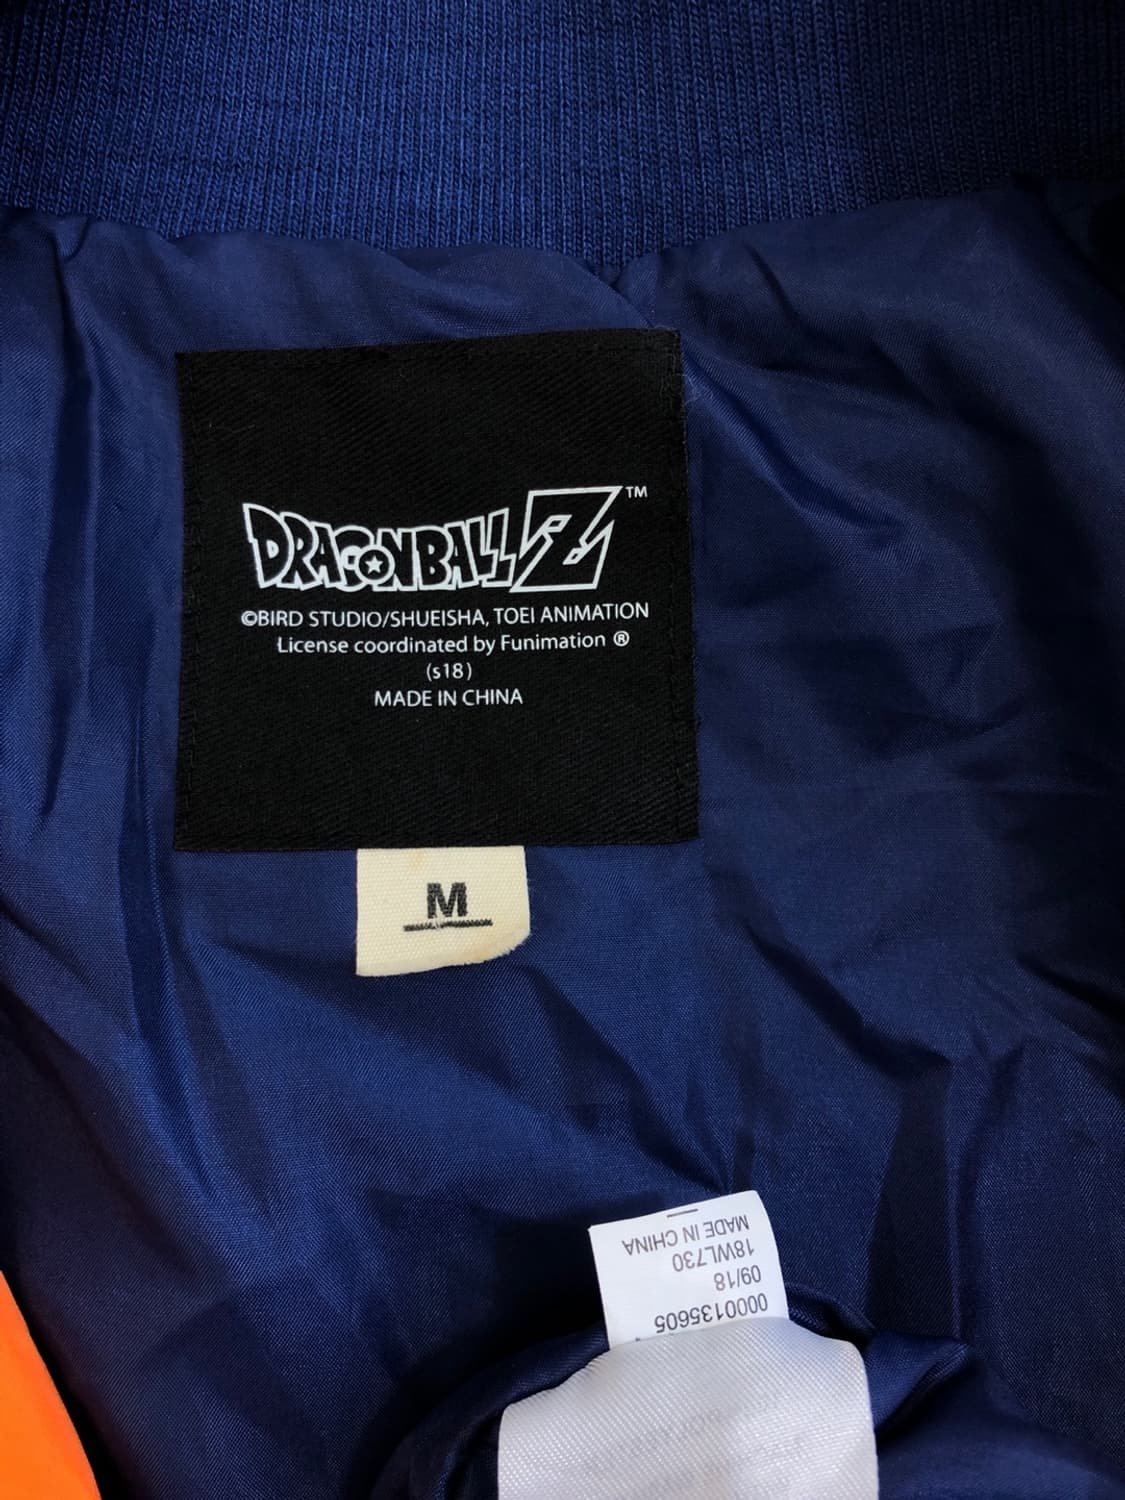 DRAGONBALL Z™
©BIRD STUDIO/SHUEISHA, TOEI ANIMATION
License coordinated by Funimation ®
(s18)
MADE IN CHINA
M
0000135605
09/18
18WL730
MADE IN CHINA